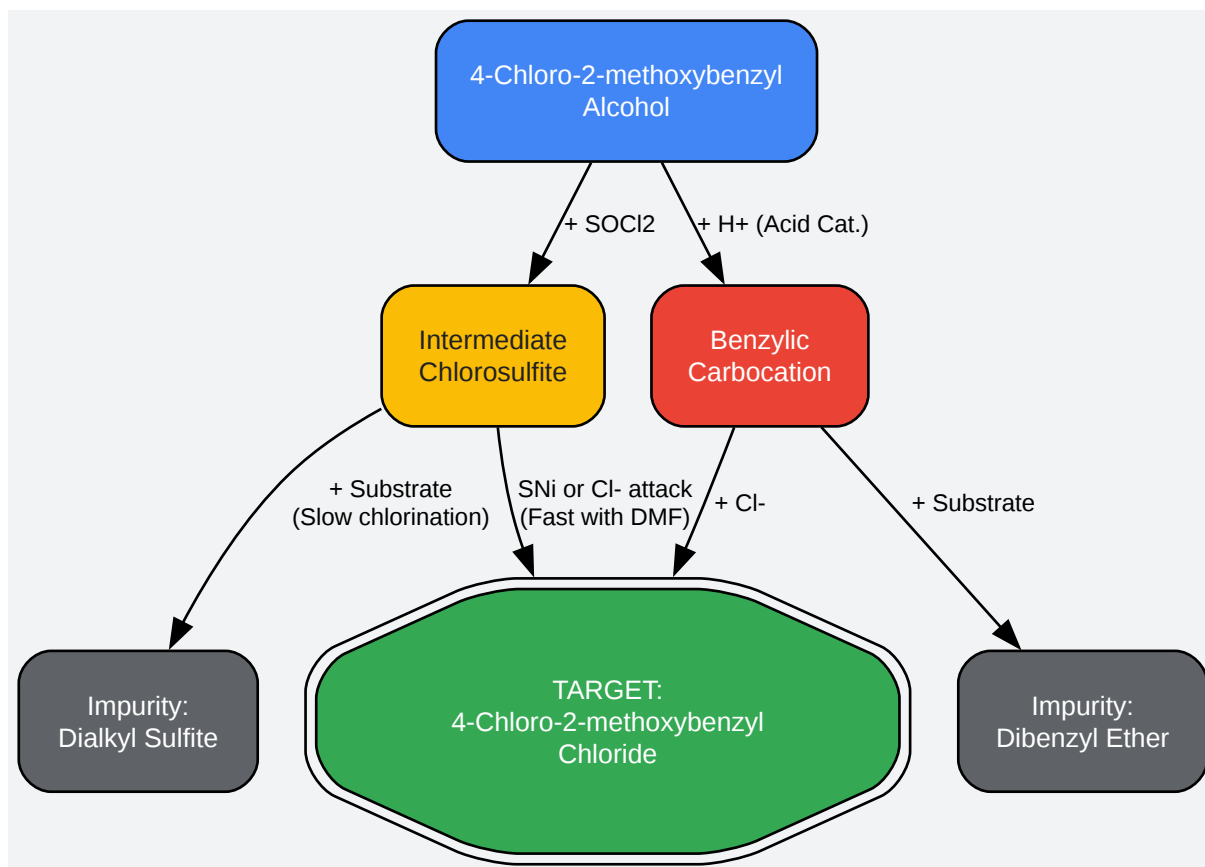 4-Chloro-2-methoxybenzyl
Alcohol
+ SOCl2
+ H+ (Acid Cat.)
Intermediate
Chlorosulfite
Benzylic
Carbocation
+ Substrate
(Slow chlorination)
SNi or Cl- attack
(Fast with DMF)
+ Cl-
+ Substrate
Impurity:
Dialkyl Sulfite
TARGET:
4-Chloro-2-methoxybenzyl
Chloride
Impurity:
Dibenzyl Ether